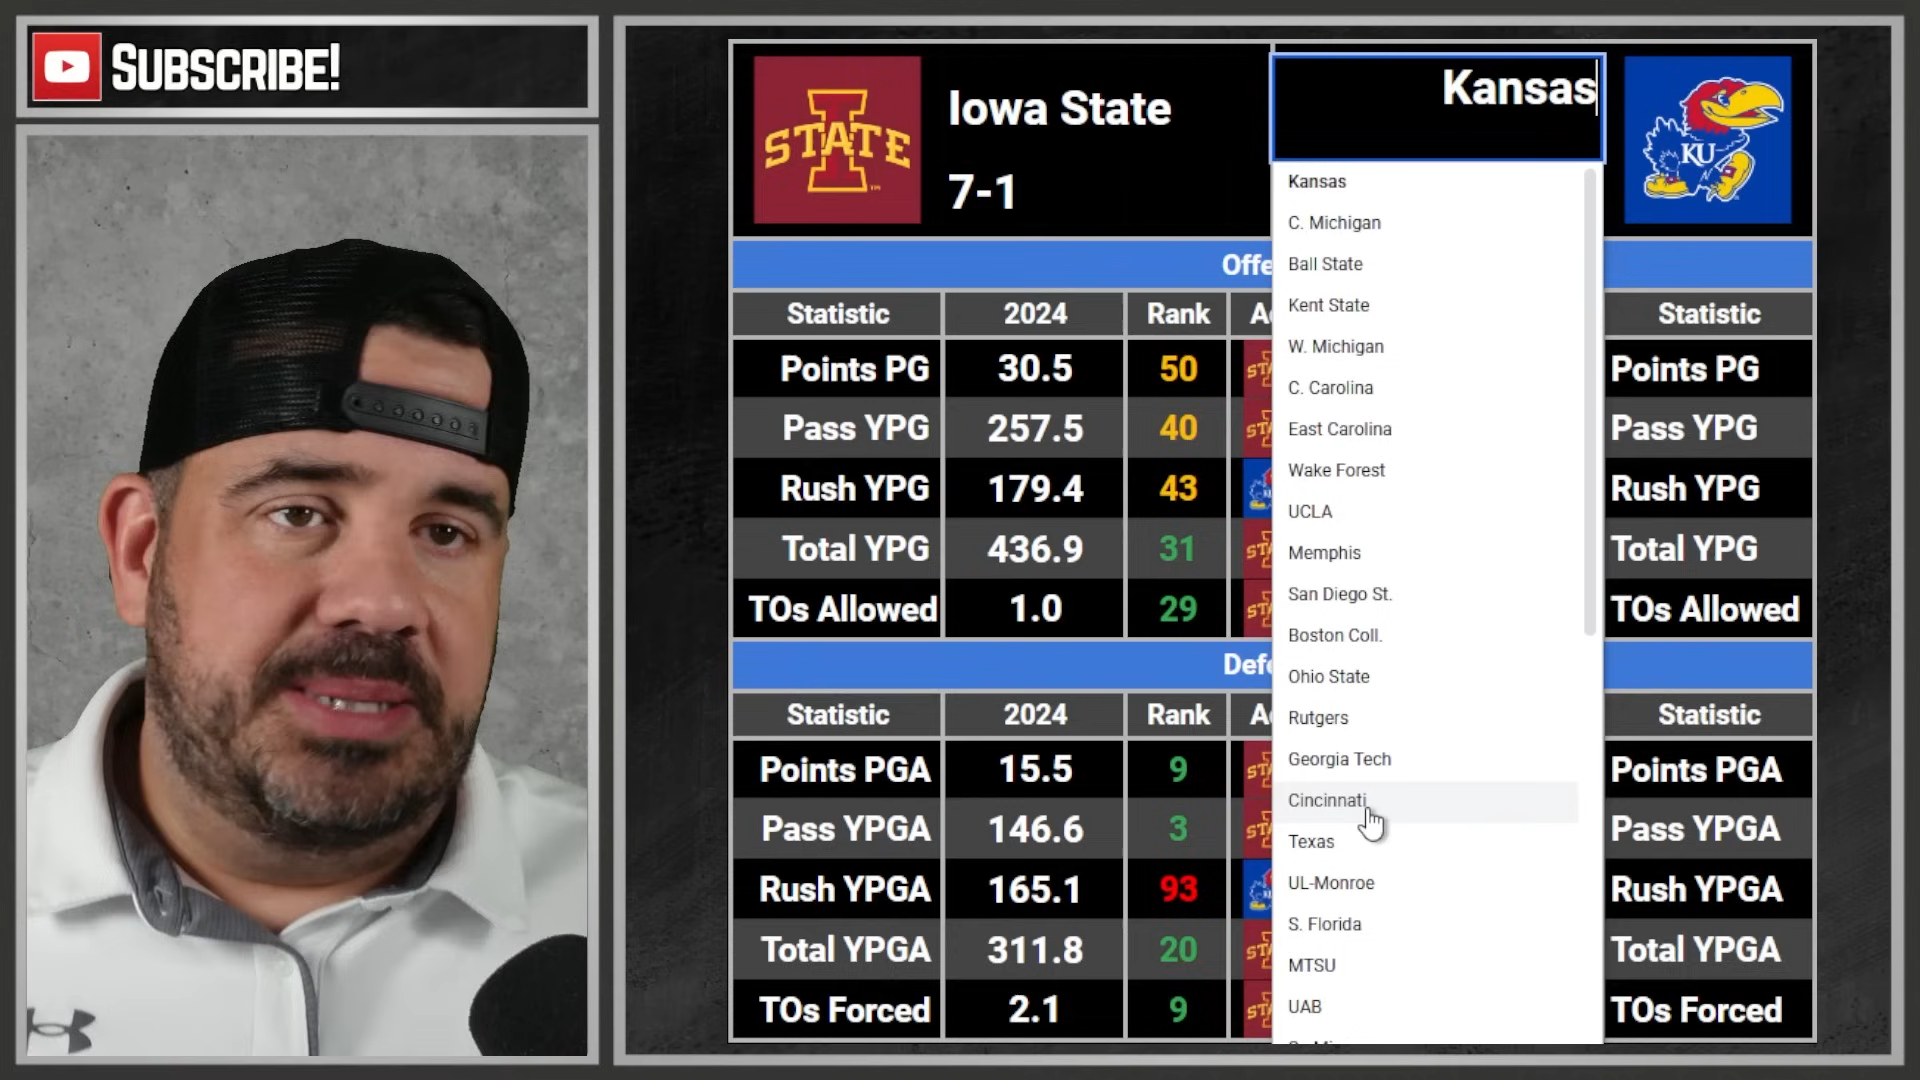 SUBSCRIBE!
STATE
Iowa State
7-1
Kansas
KU
Kansas
C. Michigan
Ball State
Kent State
W. Michigan
C. Carolina
East Carolina
Wake Forest
UCLA
Memphis
San Diego St.
Boston Coll.
Ohio State
Rutgers
Georgia Tech
Cincinnati
Texas
UL-Monroe
S. Florida
MTSU
UAB
Offe
Statistic 2024 Rank A Statistic
Points PG 30.5 50 Points PG
Pass YPG 257.5 40 Pass YPG
Rush YPG 179.4 43 Rush YPG
Total YPG 436.9 31 Total YPG
TOs Allowed 1.0 29 TOs Allowed
Defe
Statistic 2024 Rank A Statistic
Points PGA 15.5 9 Points PGA
Pass YPGA 146.6 3 Pass YPGA
Rush YPGA 165.1 93 Rush YPGA
Total YPGA 311.8 20 Total YPGA
TOs Forced 2.1 9 TOs Forced